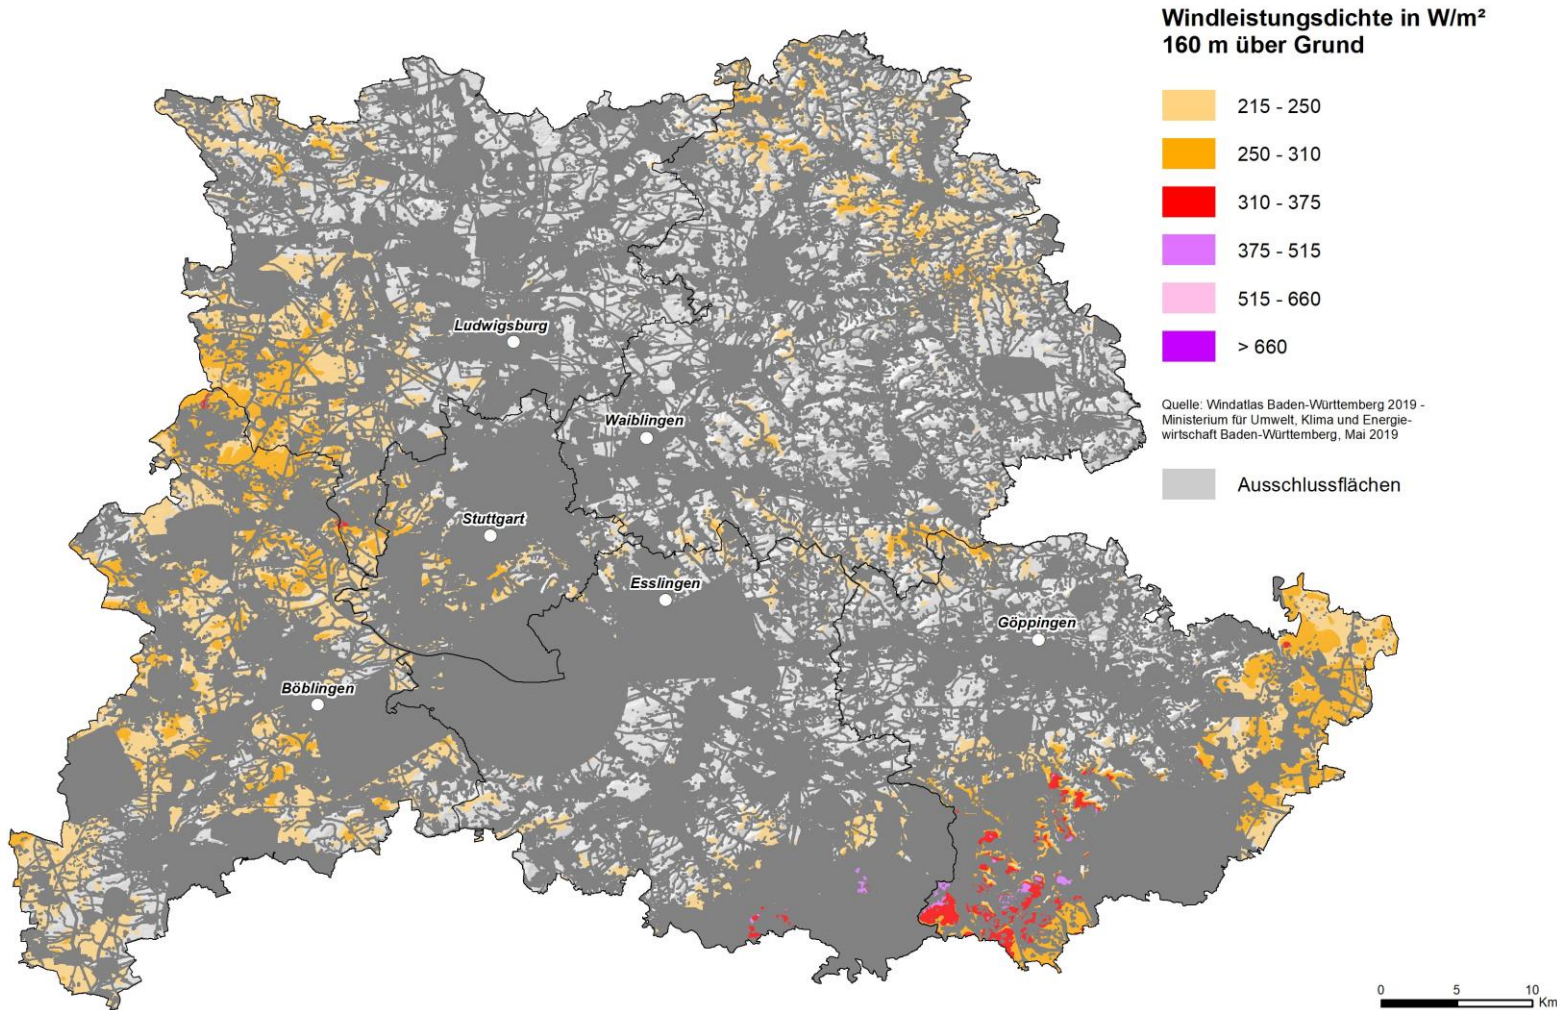 Windleistungsdichte in W/m²
160 m über Grund
215 - 250
250 - 310
310 - 375
375 - 515
515 - 660
> 660
Quelle: Windatlas Baden-Württemberg 2019 -
Ministerium für Umwelt, Klima und Energie-
wirtschaft Baden-Württemberg, Mai 2019
Ausschlussflächen
Ludwigsburg
Waiblingen
Stuttgart
Esslingen
Göppingen
Böblingen
0 5 10
Km